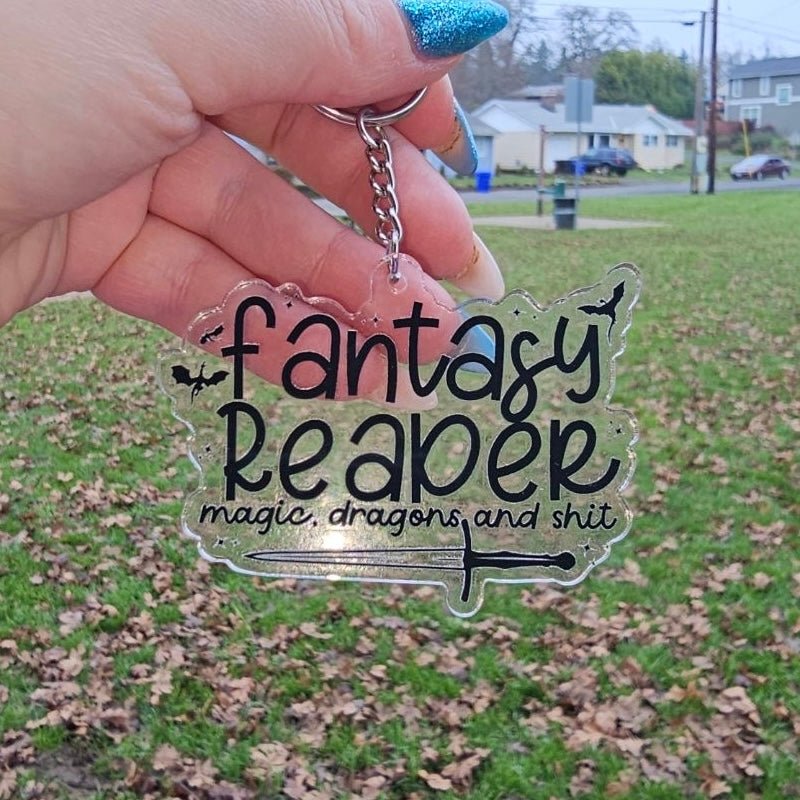 fantasy
ReaDeR
magic, dragons and shit